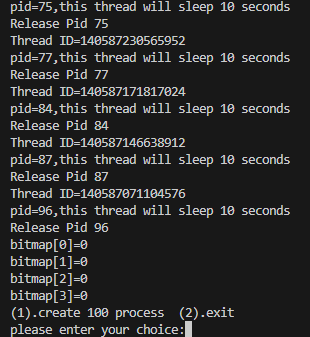 pid=75,this thread will sleep 10 seconds
Release Pid 75
Thread ID=140587230565952
pid=77,this thread will sleep 10 seconds
Release Pid 77
Thread ID=140587171817024
pid=84,this thread will sleep 10 seconds
Release Pid 84
Thread ID=140587146638912
pid=87,this thread will sleep 10 seconds
Release Pid 87
Thread ID=140587071104576
pid=96,this thread will sleep 10 seconds
Release Pid 96
bitmap[0]=0
bitmap[1]=0
bitmap[2]=0
bitmap[3]=0
(1).create 100 process  (2).exit
please enter your choice: